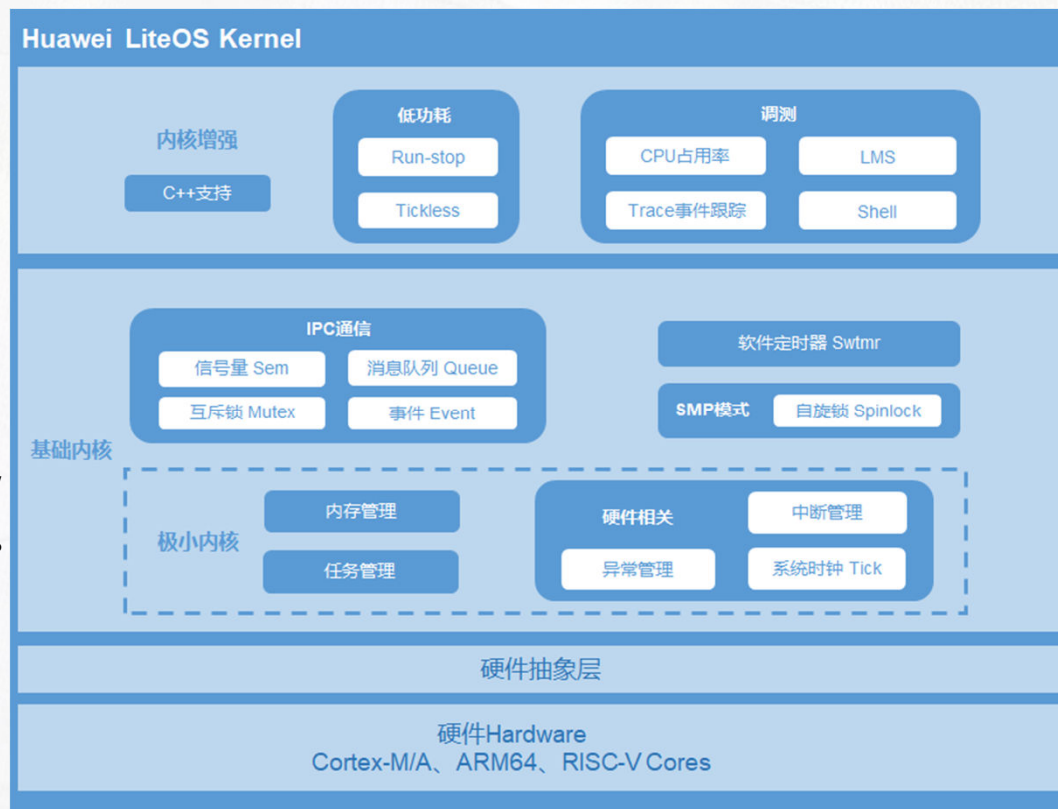 Huawei LiteOS Kernel
内核增强
C++支持
低功耗
Run-stop
Tickless
调测
CPU占用率
LMS
Trace事件跟踪
Shell
基础内核
IPC通信
信号量 Sem
消息队列 Queue
互斥锁 Mutex
事件 Event
软件定时器 Swtmr
SMP模式
自旋锁 Spinlock
极小内核
内存管理
任务管理
硬件相关
中断管理
异常管理
系统时钟 Tick
硬件抽象层
硬件Hardware
Cortex-M/A、ARM64、RISC-V Cores